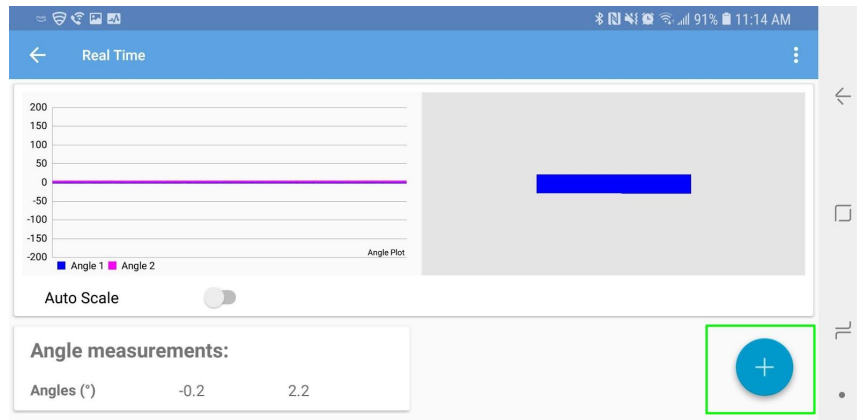 91% 11:14 AM
Real Time
200
150
100
50
0
-50
-100
-150
-200
Angle Plot
Angle 1 Angle 2
Auto Scale
Angle measurements:
Angles (°) -0.2 2.2